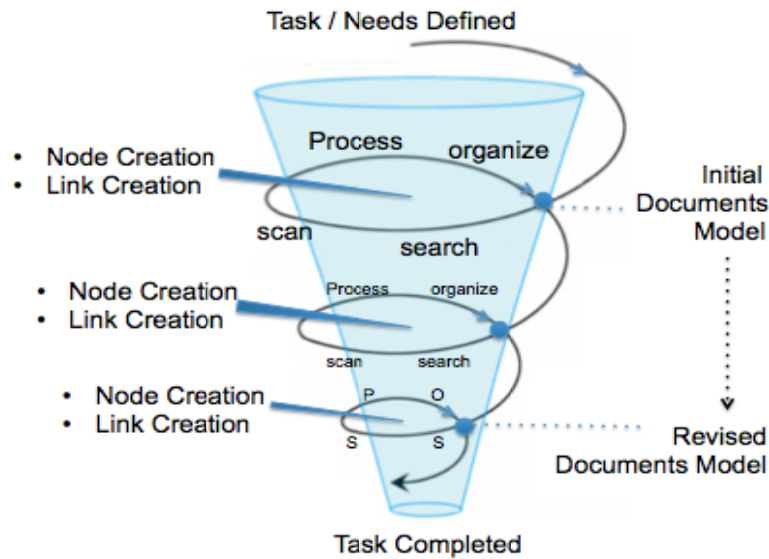 Task / Needs Defined
Process
organize
• Node Creation
• Link Creation
Initial
Documents
Model
scan
search
• Node Creation
• Link Creation
Process
organize
scan
search
• Node Creation
• Link Creation
P
O
S
S
Revised
Documents Model
Task Completed